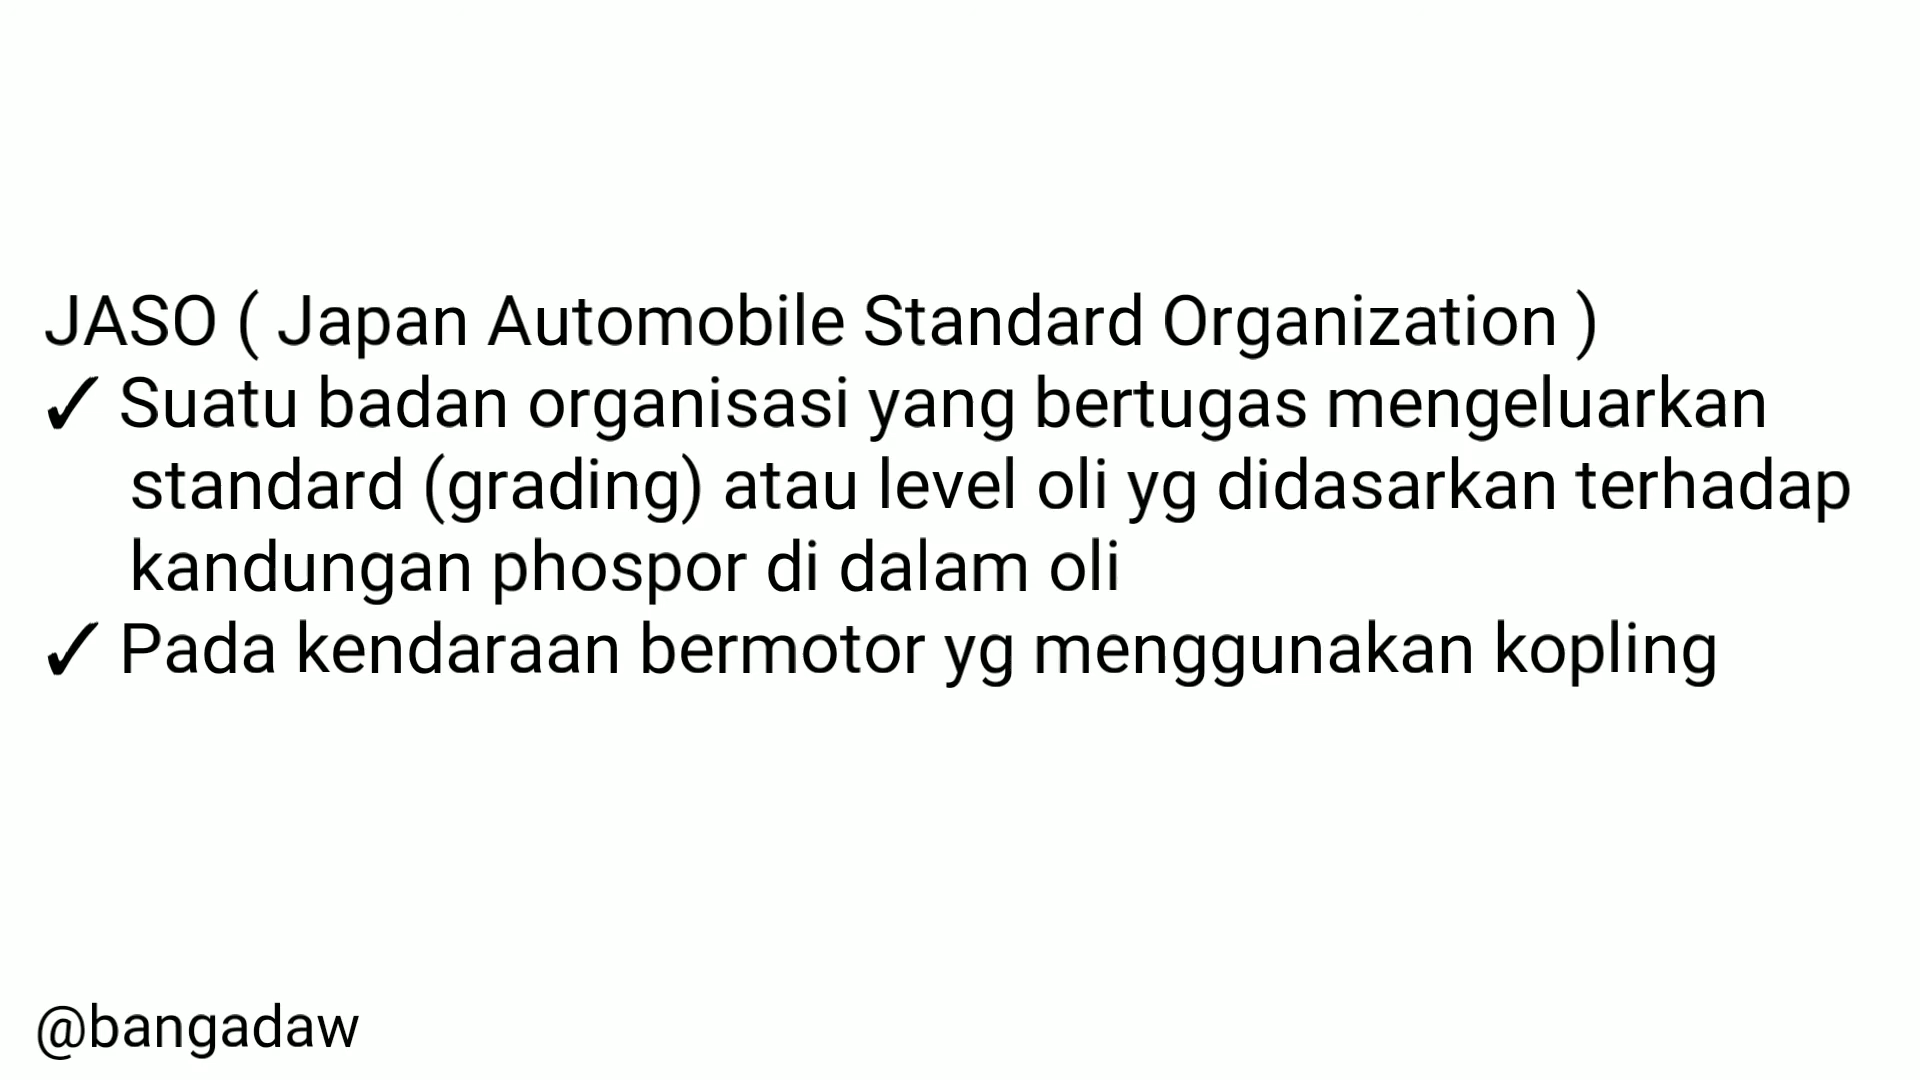 JASO ( Japan Automobile Standard Organization )
✓ Suatu badan organisasi yang bertugas mengeluarkan
standard (grading) atau level oli yg didasarkan terhadap
kandungan phospor di dalam oli
✓ Pada kendaraan bermotor yg menggunakan kopling
@bangadaw